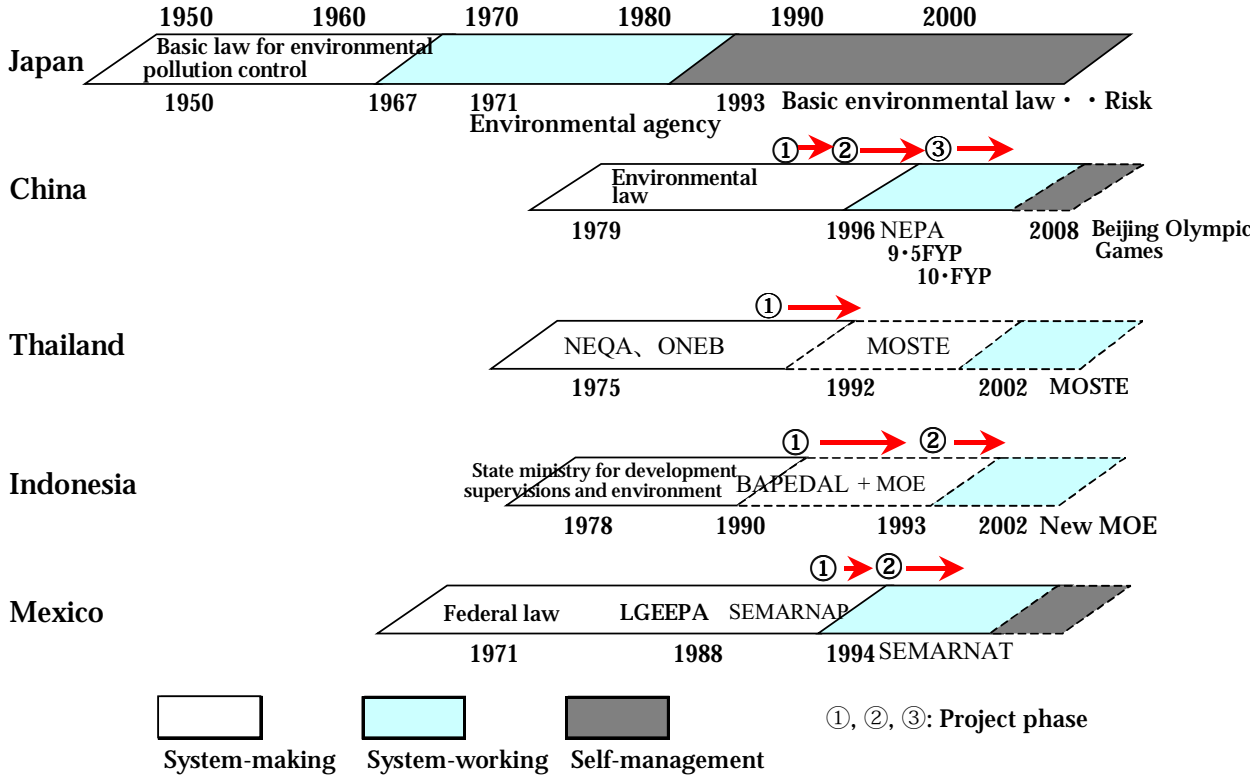 1950 1960 1970 1980 1990 2000
Japan
Basic law for environmental
pollution control
1950 1967 1971 1993 Basic environmental law・・Risk
Environmental agency
① ② ③
China
Environmental
law
1979 1996 NEPA 2008 Beijing Olympic
Games
9・5FYP
10・FYP
①
Thailand
NEQA、ONEB MOSTE
1975 1992 2002 MOSTE
① ②
Indonesia
State ministry for development
supervisions and environment BAPEDAL + MOE
1978 1990 1993 2002 New MOE
① ②
Mexico
Federal law LGEEPA SEMARNAP
1971 1988 1994 SEMARNAT
①, ②, ③: Project phase
System-making System-working Self-management